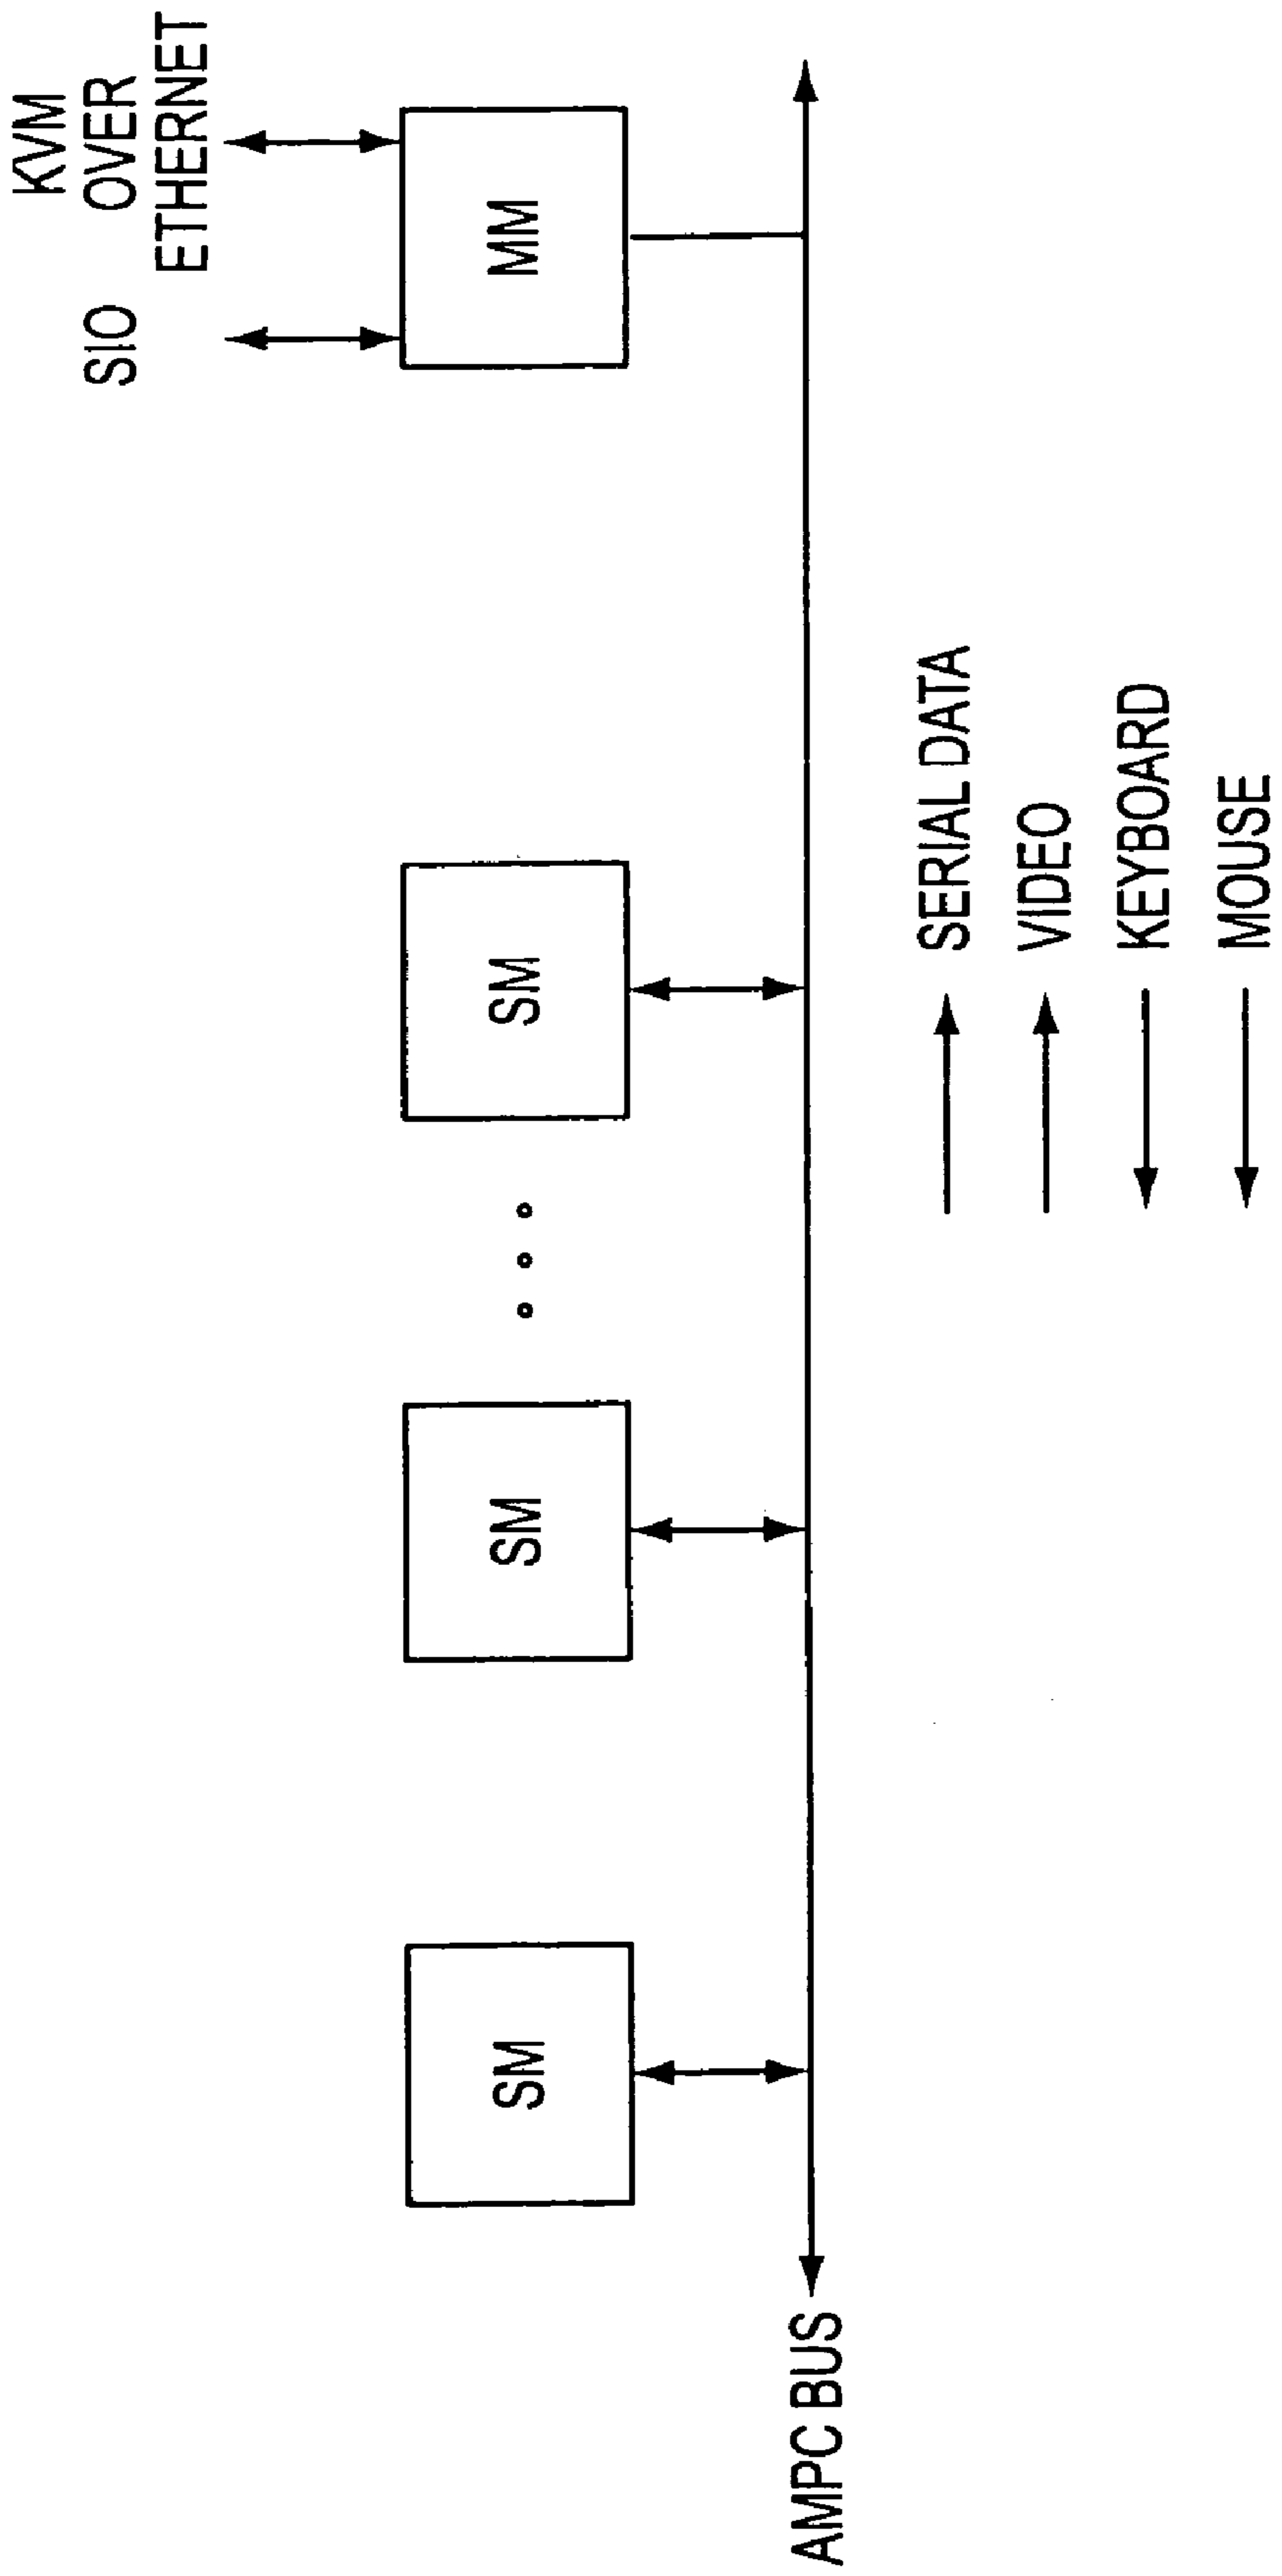 KVM
OVER
ETHERNET
SIO
MM
SM
SM
SM
AMPC BUS
SERIAL DATA
VIDEO
KEYBOARD
MOUSE